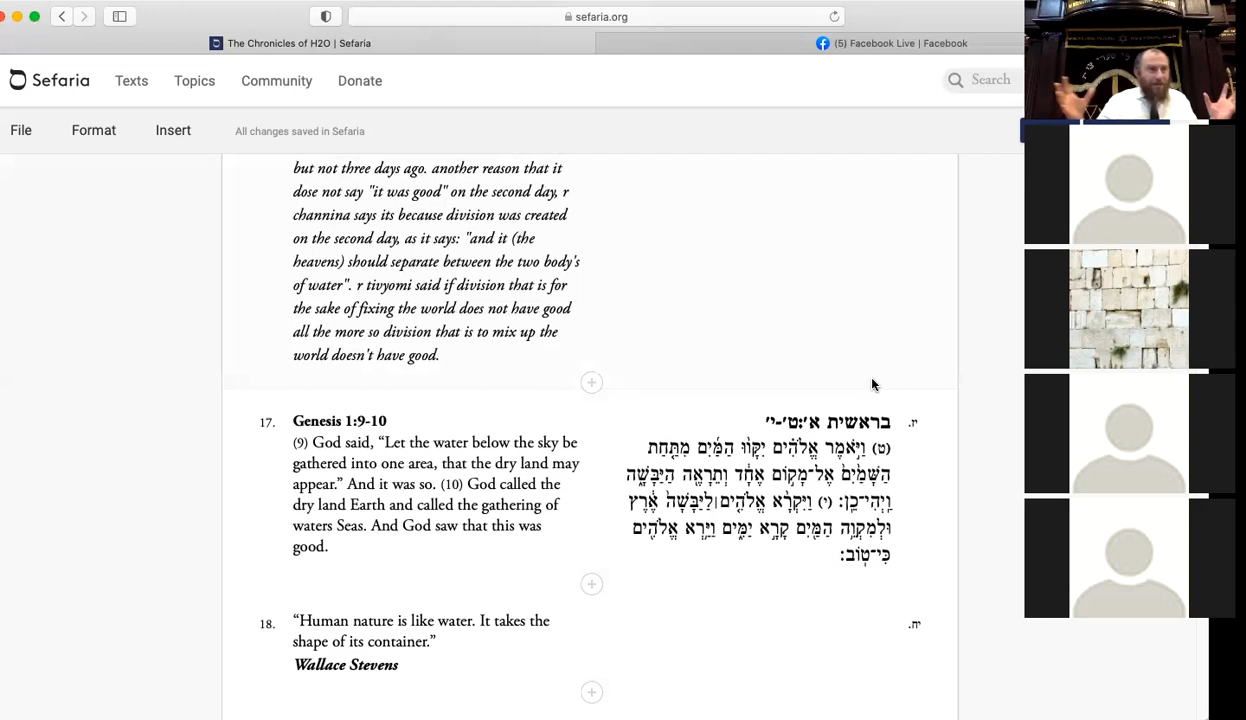 sefaria.org
The Chronicles of H2O | Sefaria
(5) Facebook Live | Facebook
Sefaria
Texts
Topics
Community
Donate
Search
File
Format
Insert
All changes saved in Sefaria
but not three days ago. another reason that it
dose not say "it was good" on the second day, r
channina says its because division was created
on the second day, as it says: "and it (the
heavens) should separate between the two body's
of water". r tivyomi said if division that is for
the sake of fixing the world does not have good
all the more so division that is to mix up the
world doesn't have good.
17.
Genesis 1:9-10
(9) God said, “Let the water below the sky be
gathered into one area, that the dry land may
appear.” And it was so. (10) God called the
dry land Earth and called the gathering of
waters Seas. And God saw that this was
good.
יז.
בראשית א׳:ט׳-י׳
(ט) וַיֹּ֣אמֶר אֱלֹהִ֗ים יִקָּו֨וּ הַמַּ֜יִם מִתַּ֤חַת
הַשָּׁמַ֙יִם֙ אֶל־מָק֣וֹם אֶחָ֔ד וְתֵרָאֶ֖ה הַיַּבָּשָׁ֑ה
וַֽיְהִי־כֵֽן׃ (י) וַיִּקְרָ֨א אֱלֹהִ֤ים ׀ לַיַּבָּשָׁה֙ אֶ֔רֶץ
וּלְמִקְוֵ֥ה הַמַּ֖יִם קָרָ֣א יַמִּ֑ים וַיַּ֥רְא אֱלֹהִ֖ים
כִּי־טֽוֹב׃
18.
“Human nature is like water. It takes the
shape of its container.”
Wallace Stevens
יח.